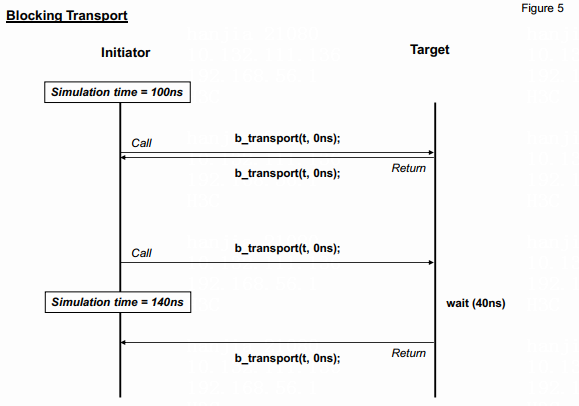 Figure 5
Blocking Transport
Initiator
Target
Simulation time = 100ns
Call
b_transport(t, 0ns);
b_transport(t, 0ns);
Return
Call
b_transport(t, 0ns);
Simulation time = 140ns
wait (40ns)
Return
b_transport(t, 0ns);